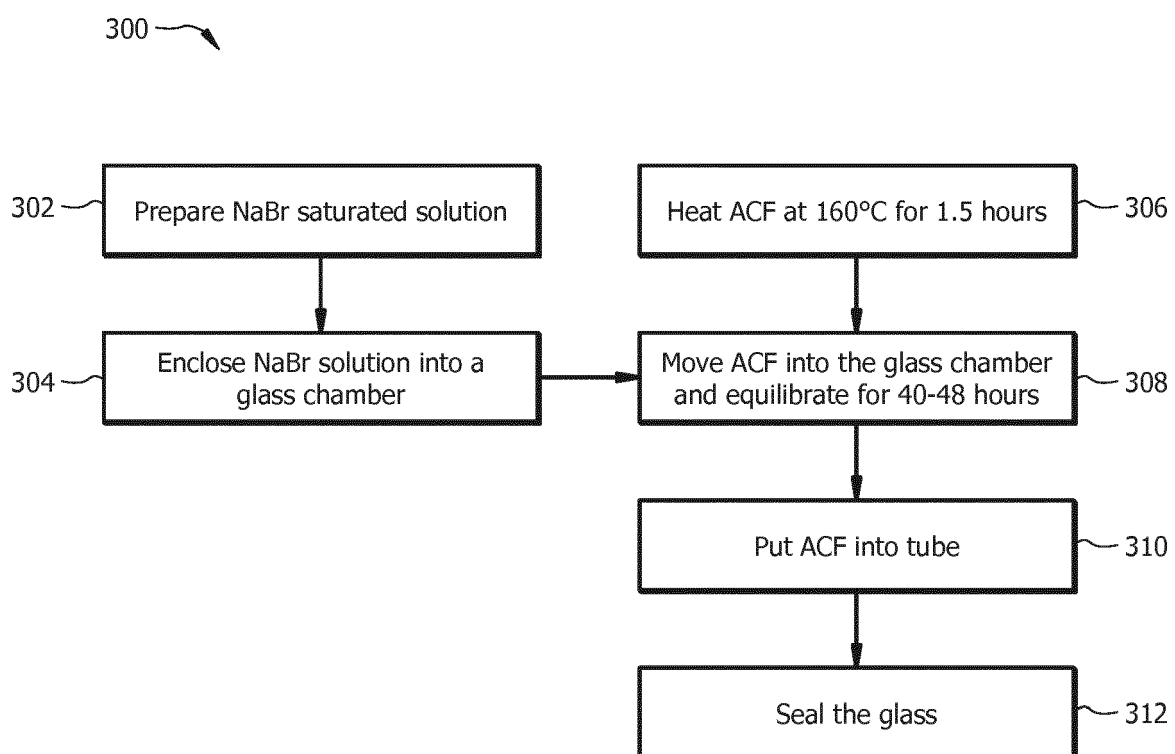 300
302
Prepare NaBr saturated solution
Heat ACF at 160°C for 1.5 hours
306
304
Enclose NaBr solution into a
glass chamber
Move ACF into the glass chamber
and equilibrate for 40-48 hours
308
Put ACF into tube
310
Seal the glass
312